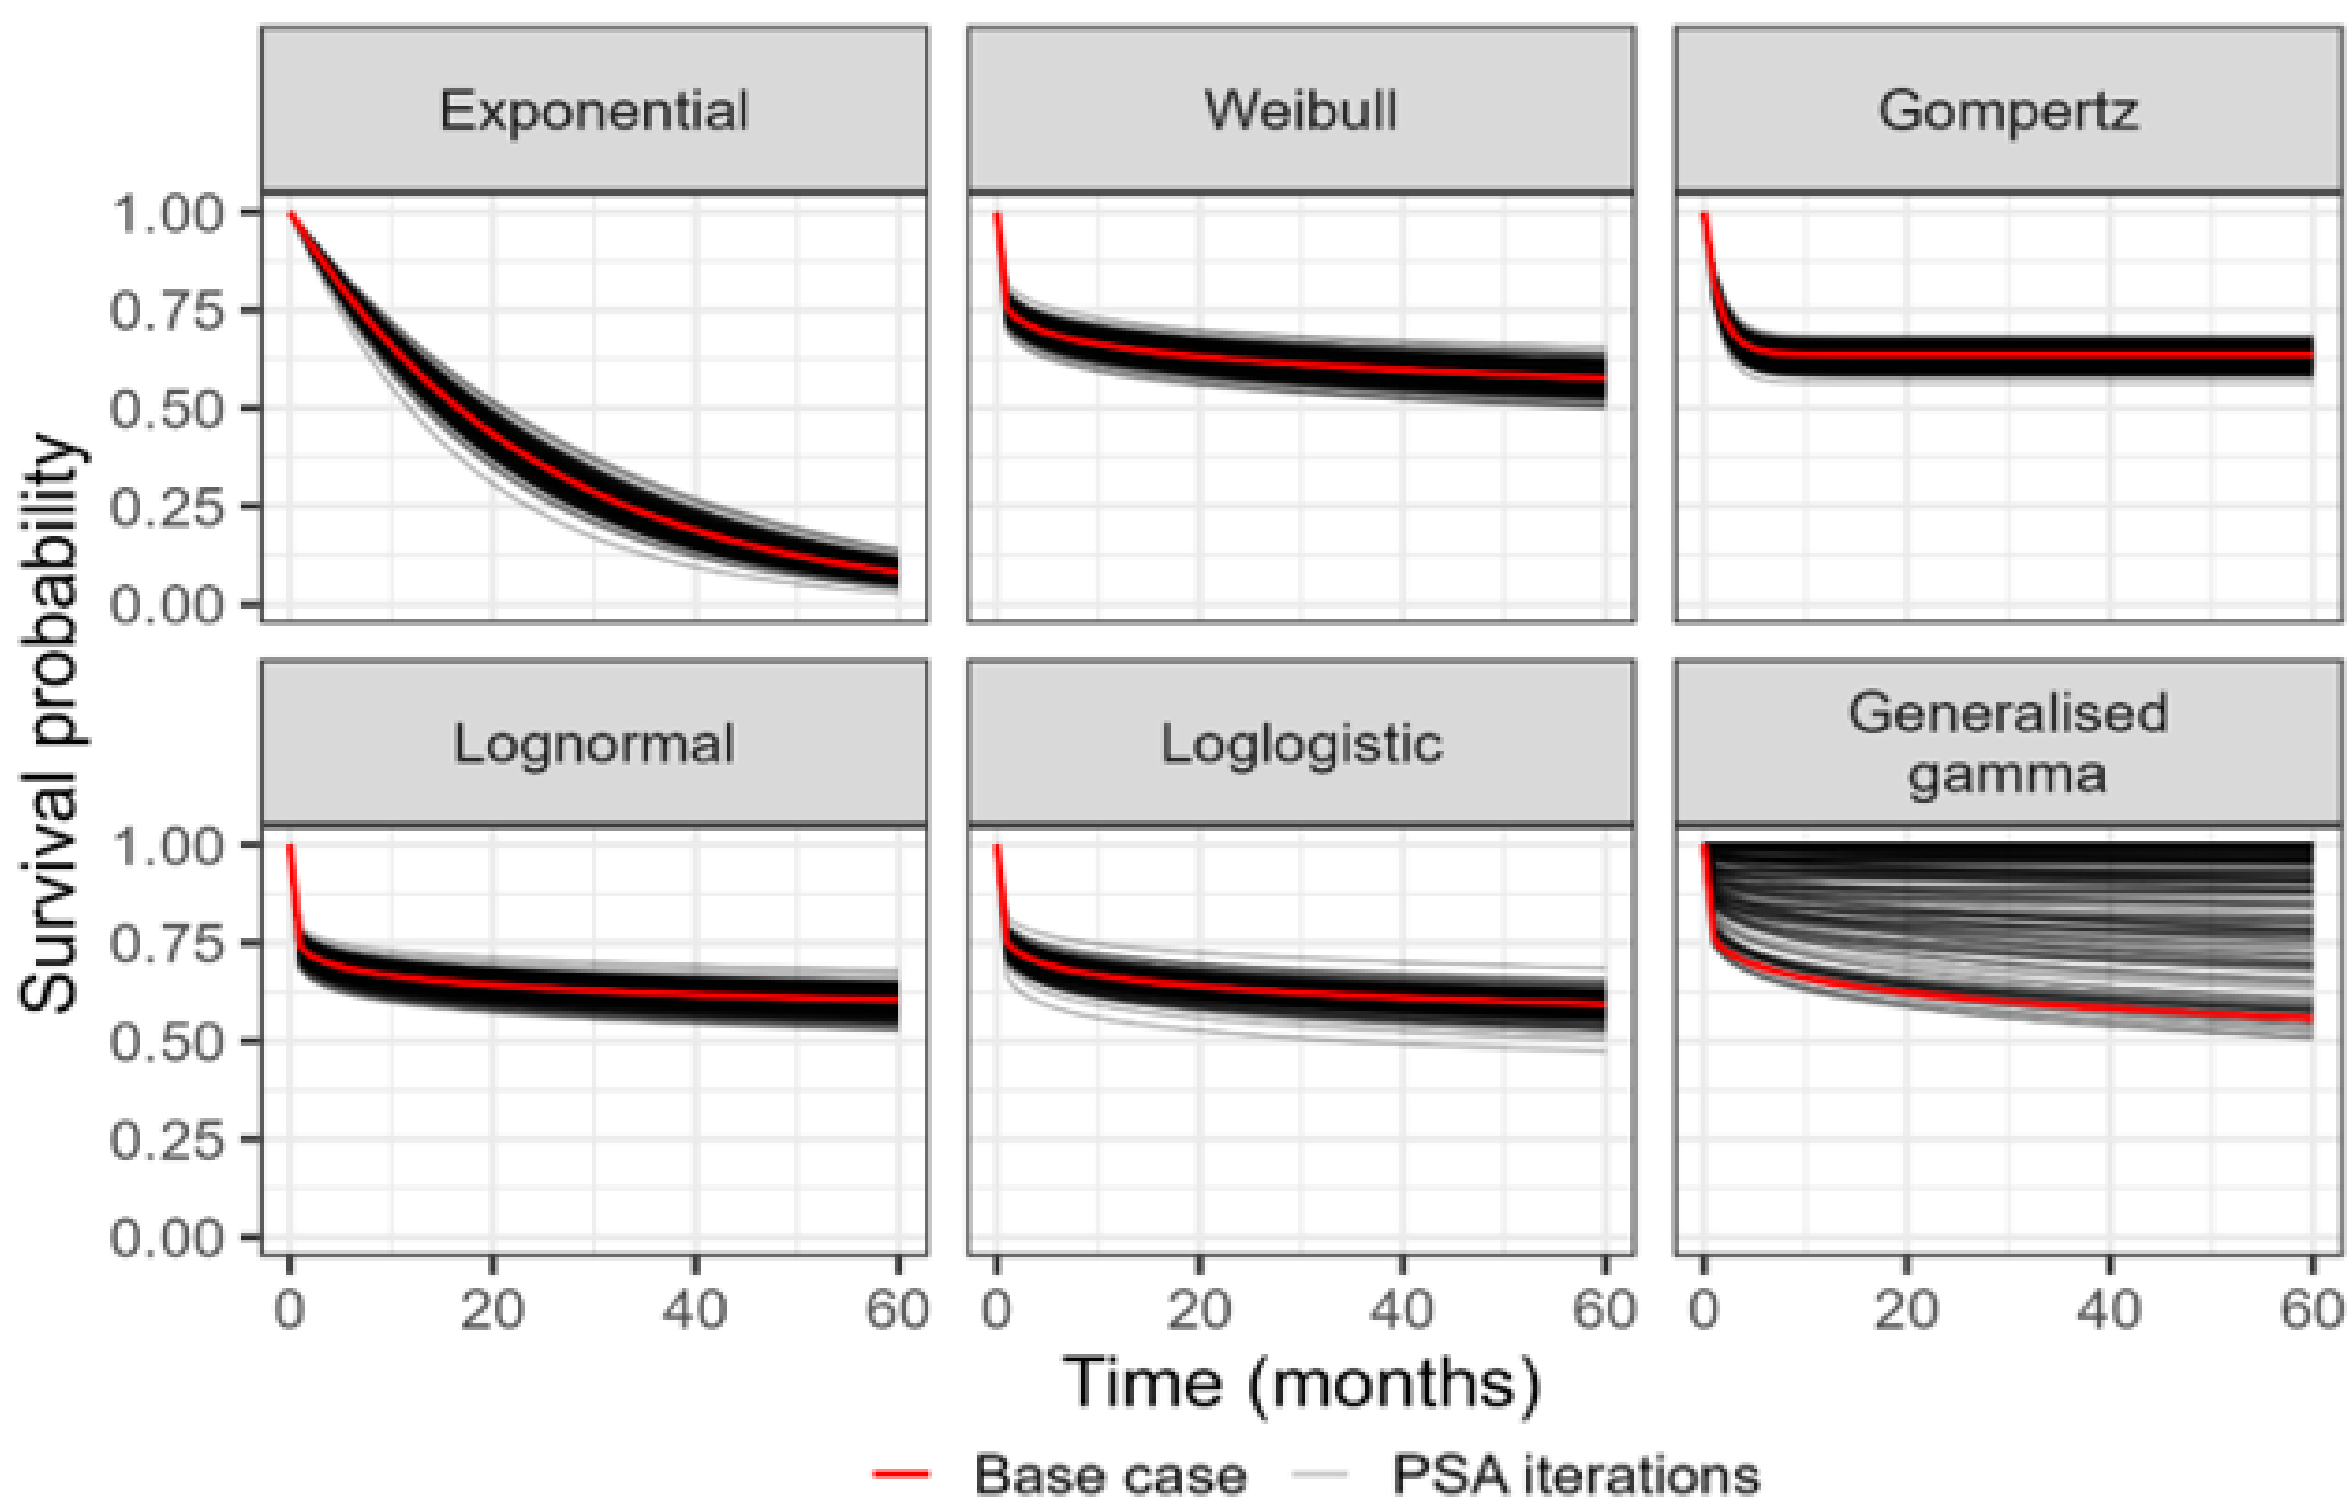 Exponential
Weibull
Gompertz
1.00
0.75
0.50
0.25
0.00
Lognormal
Loglogistic
Generalised
gamma
1.00
0.75
0.50
0.25
0.00
Survival probability
0 20 40 60
0 20 40 60
0 20 40 60
Time (months)
Base case
PSA iterations